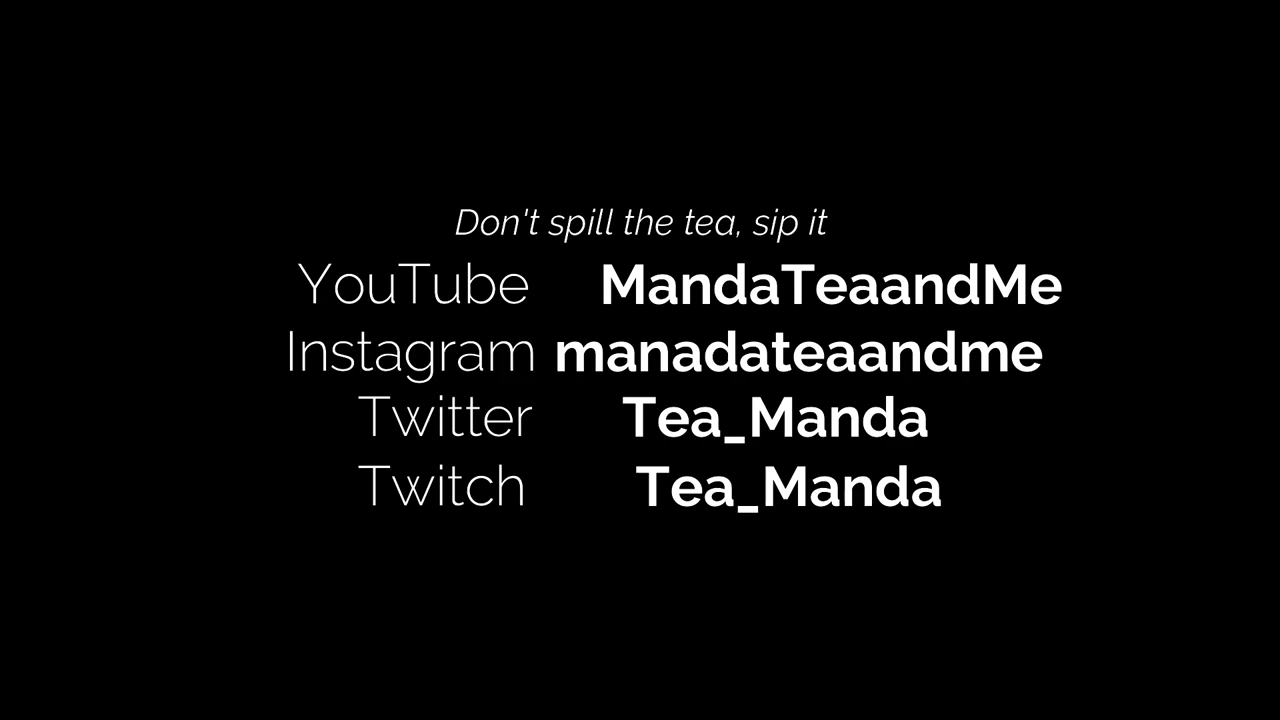 Don't spill the tea, sip it
YouTube MandaTeaandMe
Instagram manadateaandme
Twitter Tea_Manda
Twitch Tea_Manda